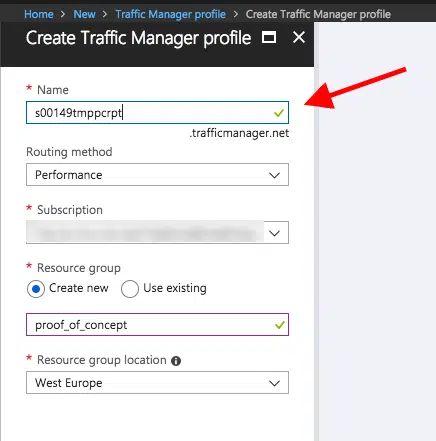 Home > New > Traffic Manager profile > Create Traffic Manager profile
Create Traffic Manager profile
* Name
s00149tmppcrpt
.trafficmanager.net
Routing method
Performance
* Subscription
* Resource group
Create new Use existing
proof_of_concept
* Resource group location
West Europe